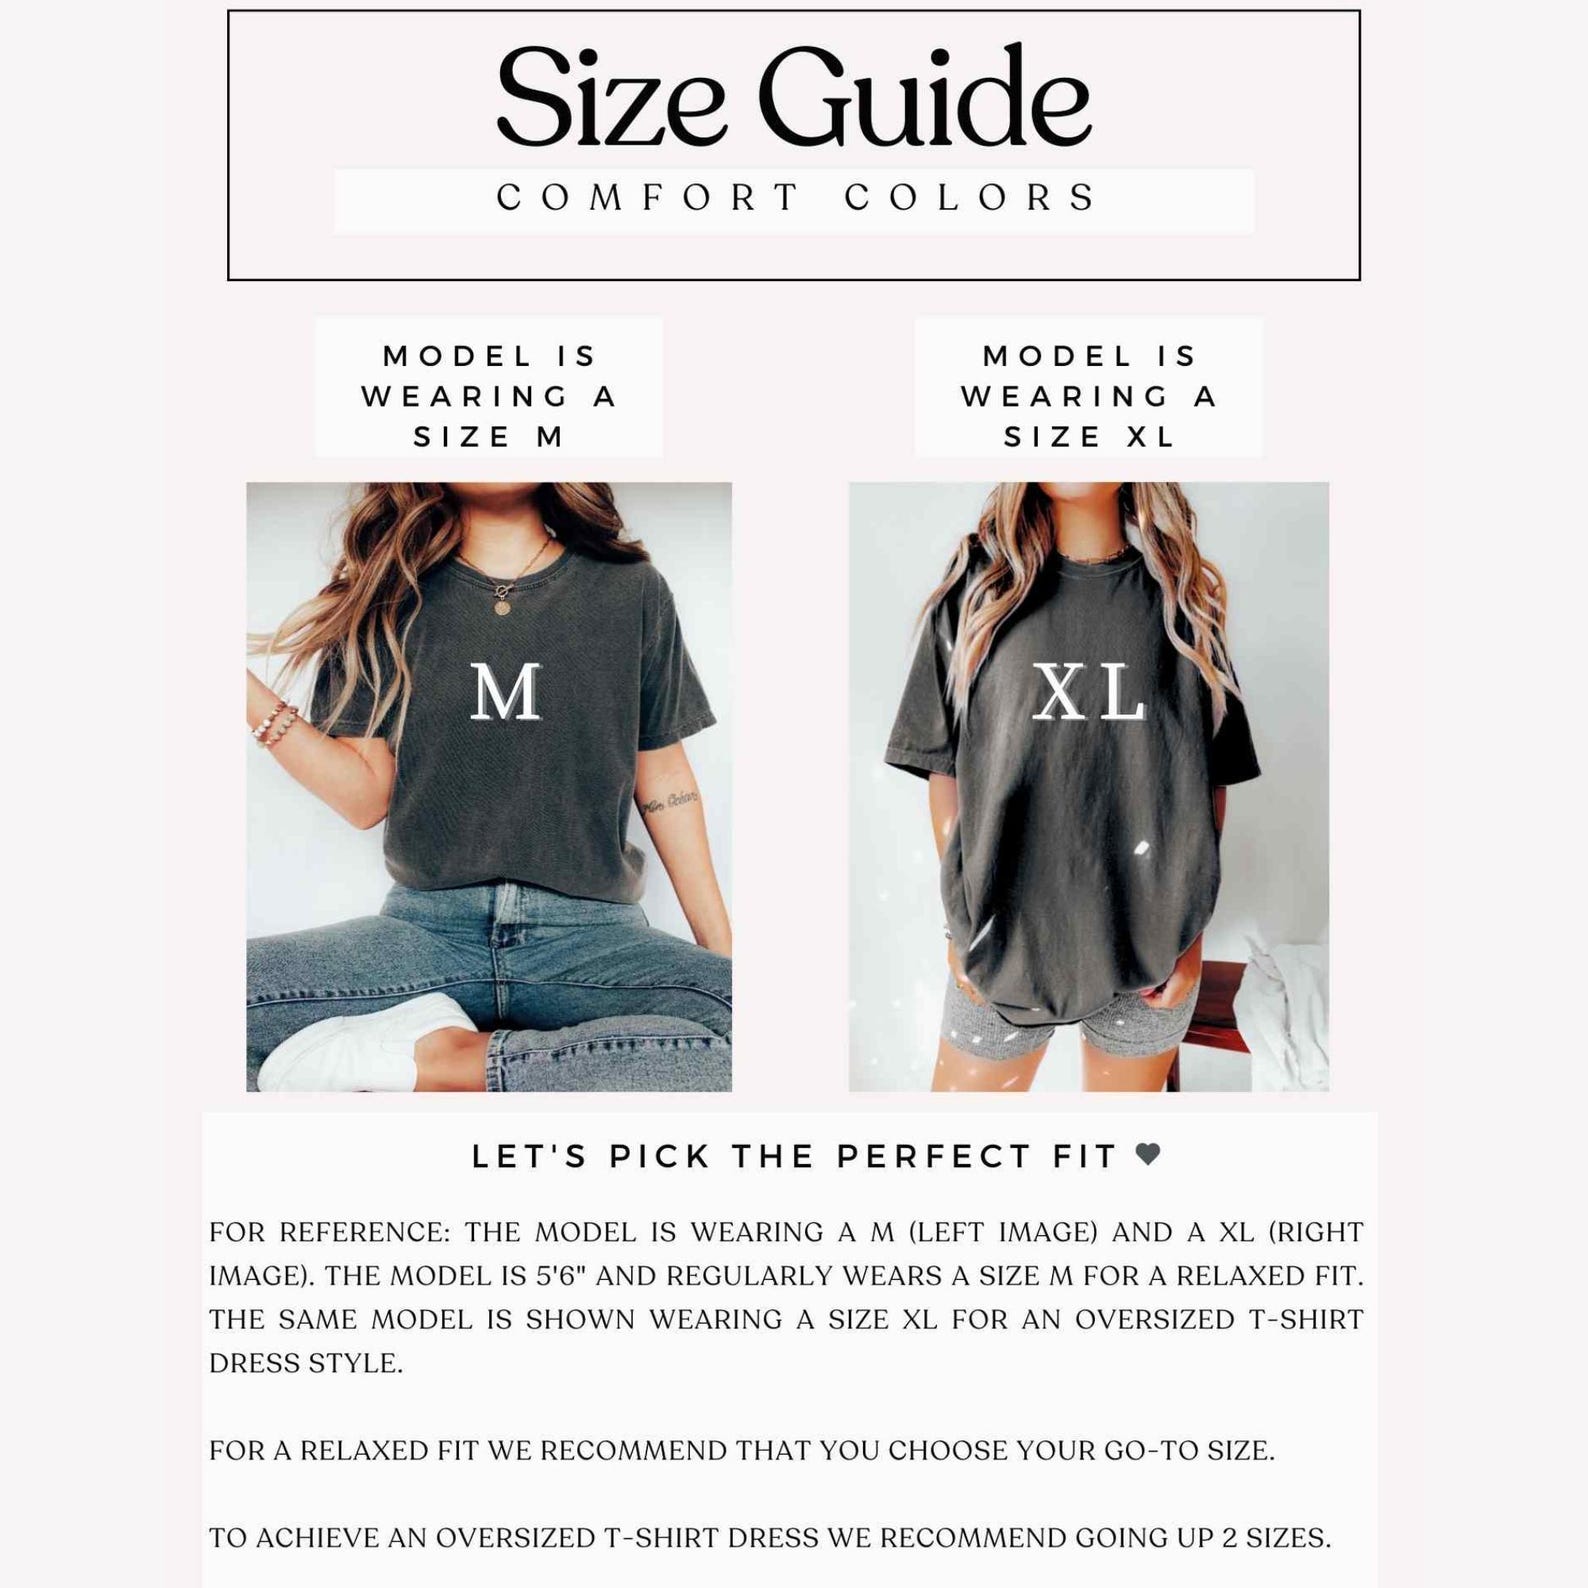 Size Guide
COMFORT COLORS
MODEL IS
WEARING A
SIZE M
MODEL IS
WEARING A
SIZE XL
M
XL
LET'S PICK THE PERFECT FIT
FOR REFERENCE: THE MODEL IS WEARING A M (LEFT IMAGE) AND A XL (RIGHT
IMAGE). THE MODEL IS 5'6" AND REGULARLY WEARS A SIZE M FOR A RELAXED FIT.
THE SAME MODEL IS SHOWN WEARING A SIZE XL FOR AN OVERSIZED T-SHIRT
DRESS STYLE.
FOR A RELAXED FIT WE RECOMMEND THAT YOU CHOOSE YOUR GO-TO SIZE.
TO ACHIEVE AN OVERSIZED T-SHIRT DRESS WE RECOMMEND GOING UP 2 SIZES.